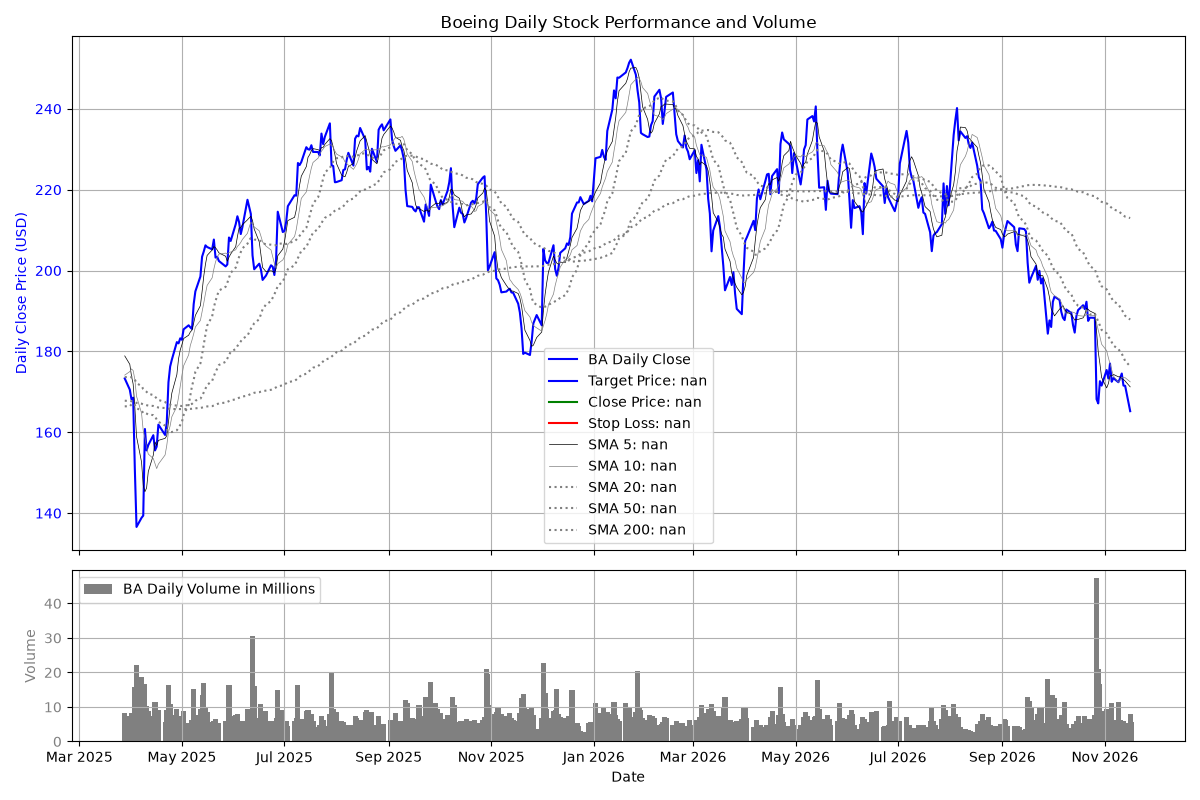 Boeing Daily Stock Performance and Volume
Daily Close Price (USD)
240
220
200
180
160
140
BA Daily Close
Target Price: nan
Close Price: nan
Stop Loss: nan
SMA 5: nan
SMA 10: nan
SMA 20: nan
SMA 50: nan
SMA 200: nan
BA Daily Volume in Millions
Volume
40
30
20
10
0
Mar 2025 May 2025 Jul 2025 Sep 2025 Nov 2025 Jan 2026 Mar 2026 May 2026 Jul 2026 Sep 2026 Nov 2026
Date